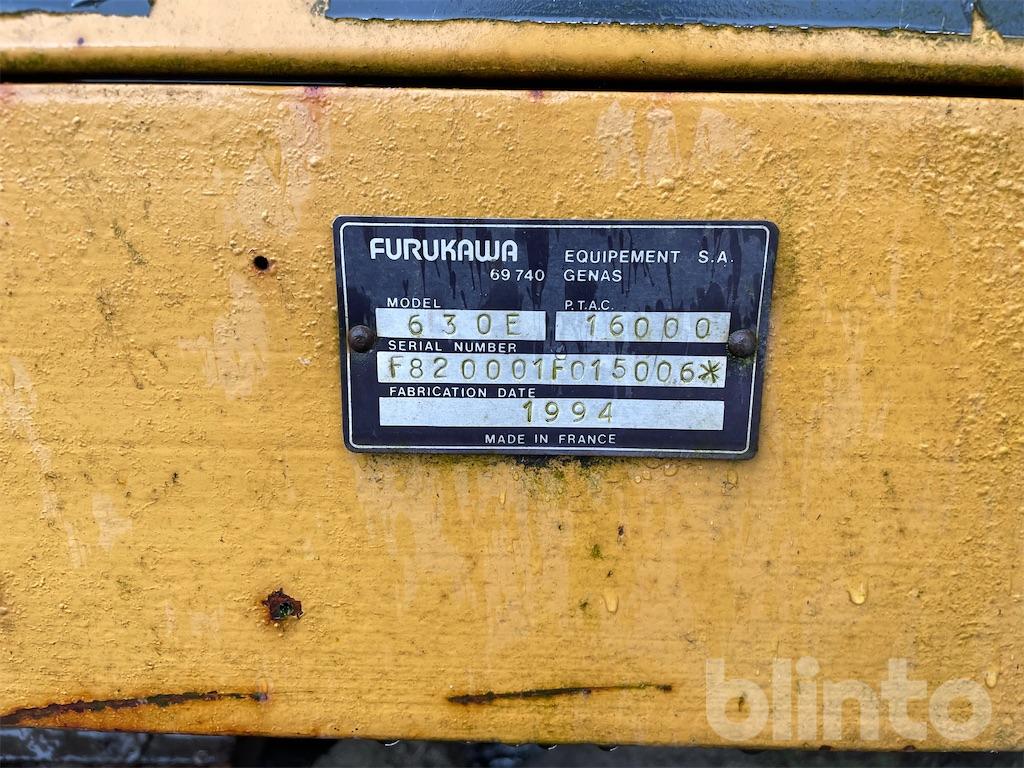 FURUKAWA EQUIPEMENT S.A.
69 740 GENAS
MODEL P.T.A.C.
630E 16000
SERIAL NUMBER
F820001F015006*
FABRICATION DATE
1994
MADE IN FRANCE
blinto